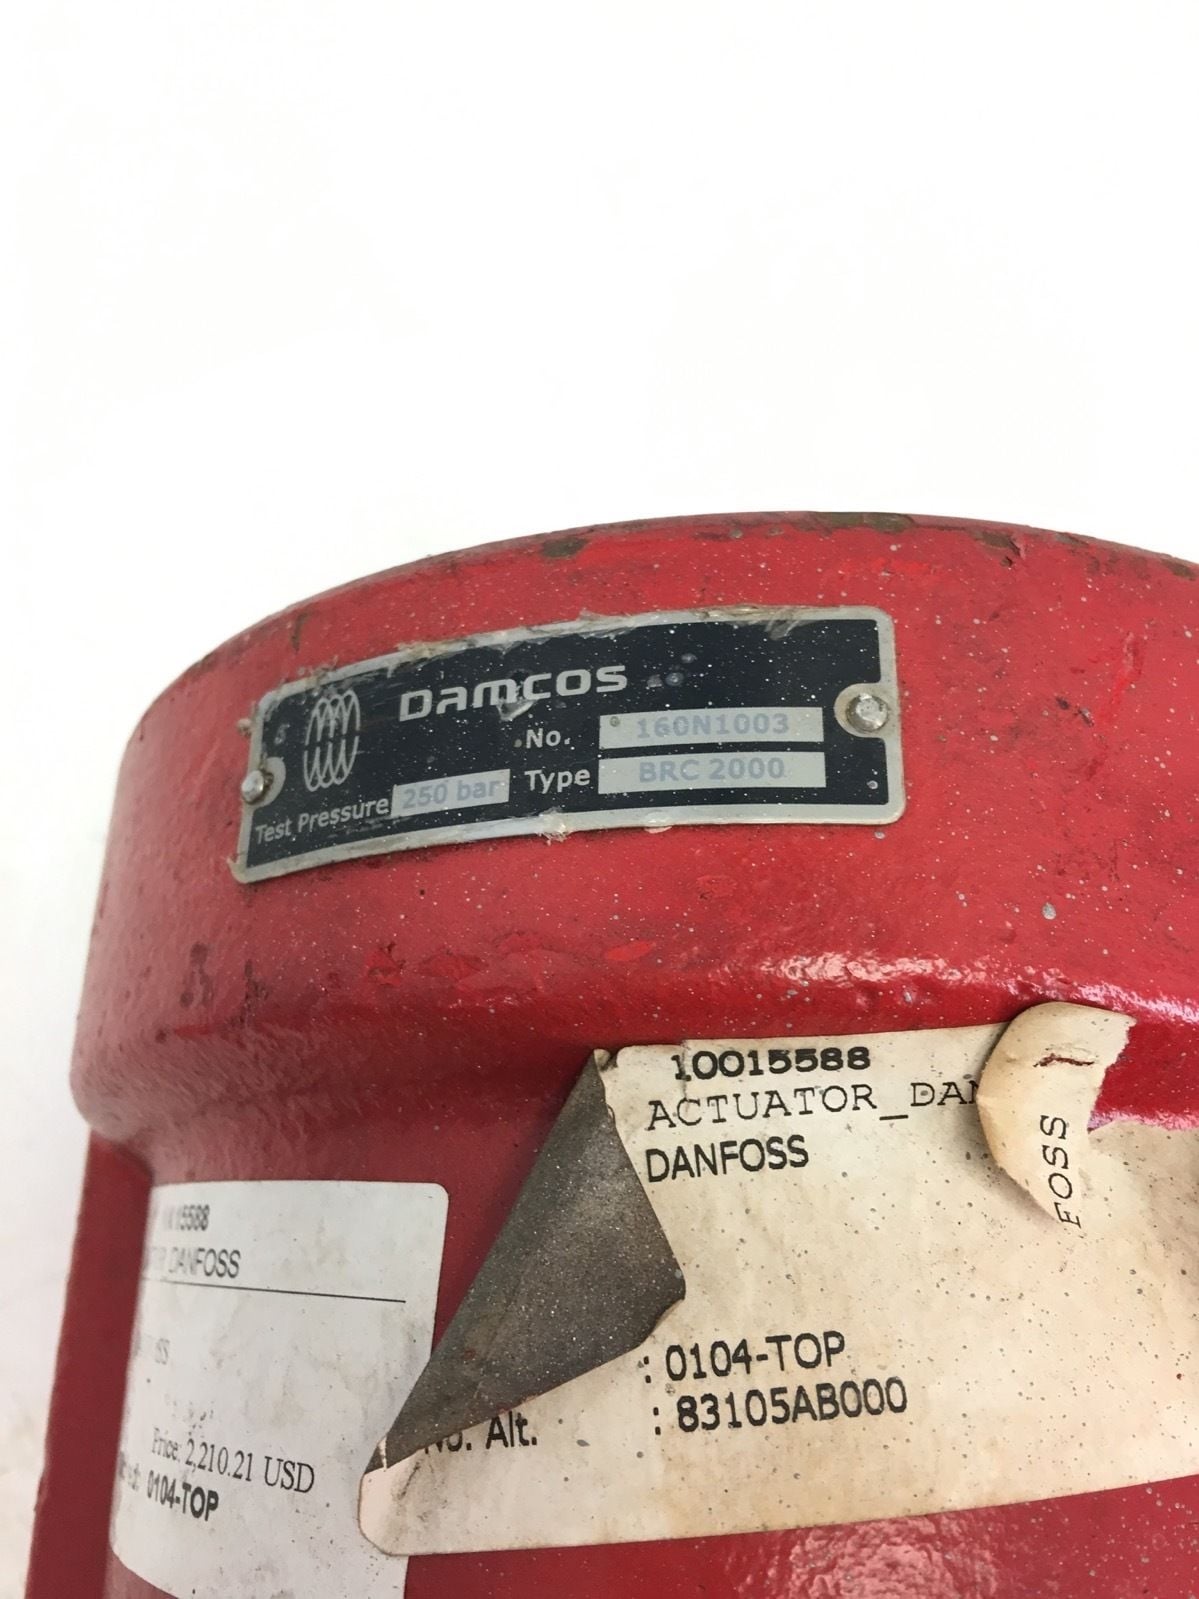 DAMCOS
No. 160N1003
Test Pressure 250 bar Type BRC 2000
10015588
ACTUATOR_DAN
FOSS
DANFOSS
: 0104-TOP
No. Alt. : 83105AB000
15588
DANFOSS
Price: 2,210.21 USD
0104-TOP